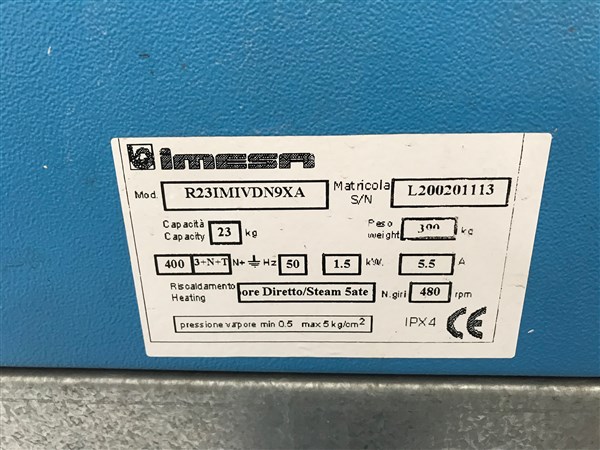 imesa
Mod. R23IMIVDN9XA Matricola S/N L200201113
Capacità Capacity 23 kg Peso weight kg
400 3+N+T N+ Hz 50 1.5 kW. 5.5 A
Riscaldamento Heating ore Diretto/Steam 5ate N.giri 480 rpm
pressione vapore min 0.5 max 5 kg/cm2 IPX4 CE